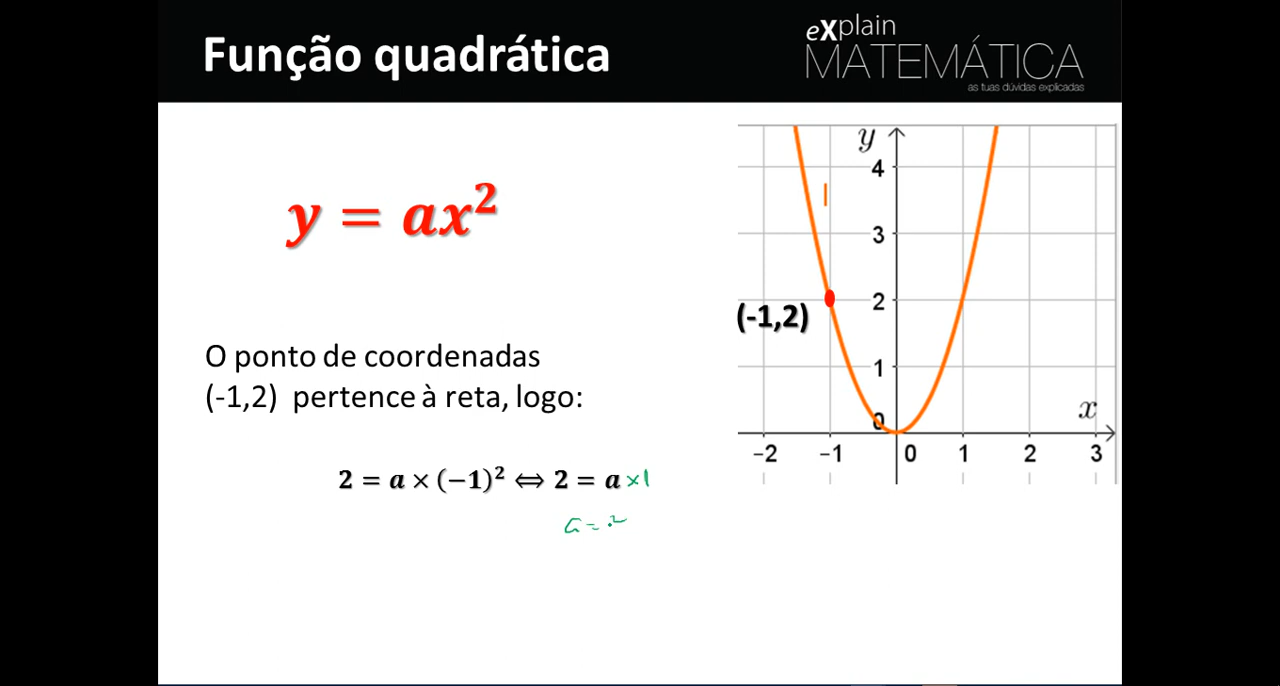 Função quadrática
eXplain
MATEMÁTICA
as tuas dúvidas explicadas
y = ax²
y
4
3
(-1,2)
2
1
0
x
−2 −1 0 1 2 3
O ponto de coordenadas
(-1,2) pertence à reta, logo:
2 = a × (−1)² ⇔ 2 = a ×1
a = 2